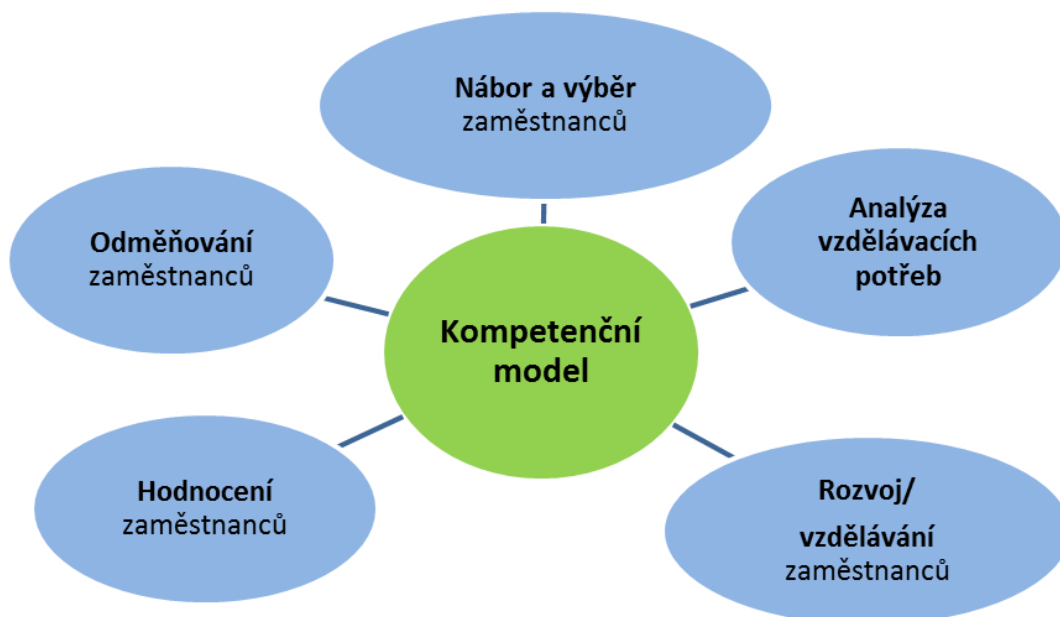 Nábor a výběr
zaměstnanců
Odměňování
zaměstnanců
Analýza
vzdělávacích
potřeb
Kompetenční
model
Hodnocení
zaměstnanců
Rozvoj/
vzdělávání
zaměstnanců